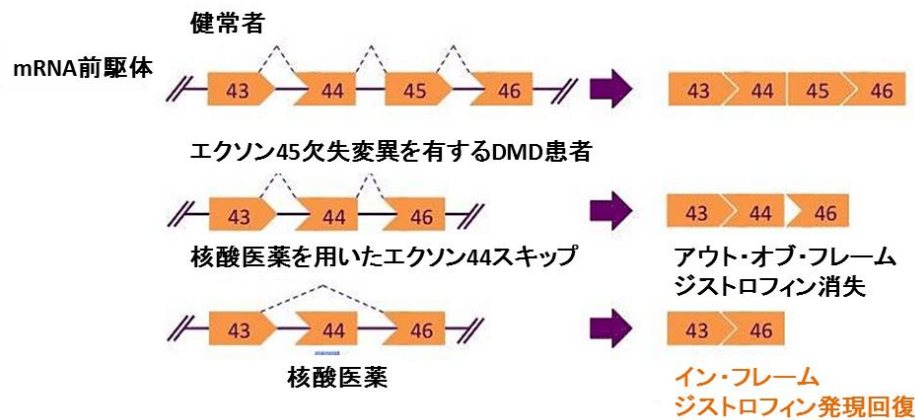 健常者
mRNA前駆体
43 44 45 46
43 44 45 46
エクソン45欠失変異を有するDMD患者
43 44 46
43 44 46
核酸医薬を用いたエクソン44スキップ
アウト・オブ・フレーム
ジストロフィン消失
43 44 46
43 46
核酸医薬
イン・フレーム
ジストロフィン発現回復